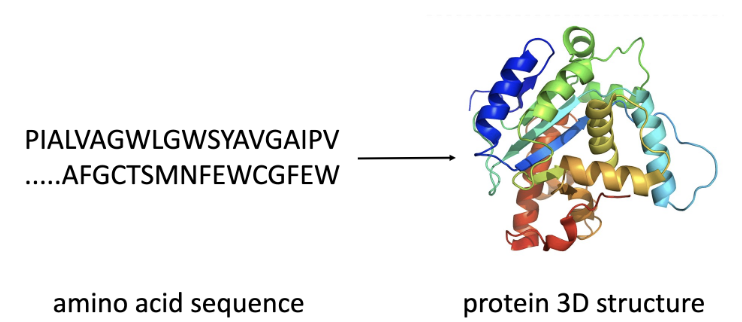 PIALVAGWLGWSYAVGAIPV
.....AFGCTSMNFEWCGFEW
amino acid sequence
protein 3D structure